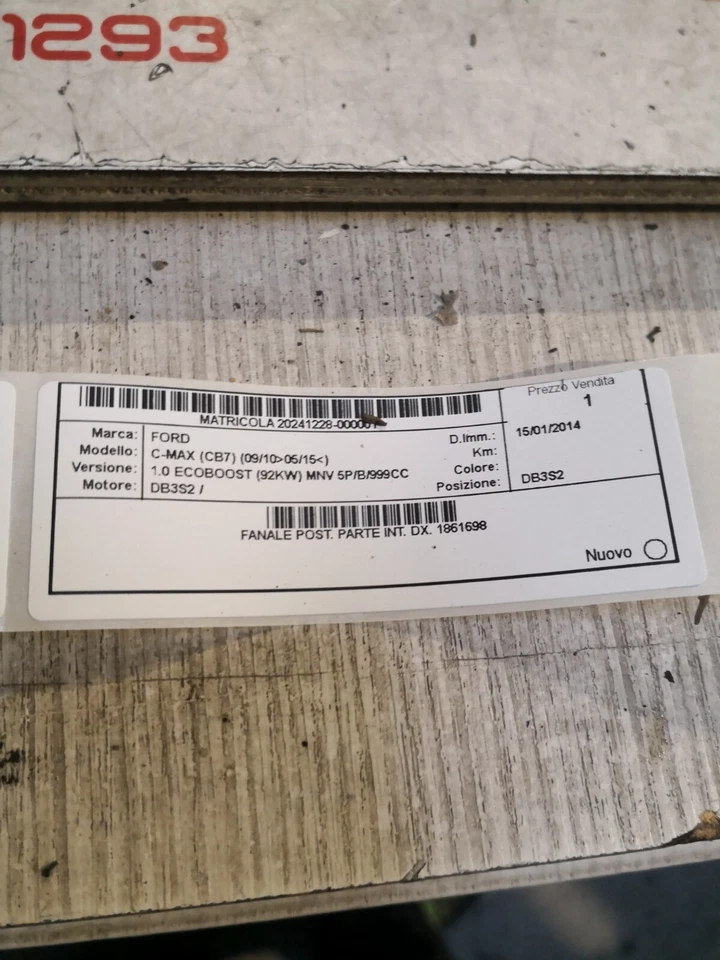 1293
Prezzo Vendita
1
MATRICOLA 20241228-00000
Marca: FORD D.Imm.: 15/01/2014
Modello: C-MAX (CB7) (09/10>05/15<) Km:
Versione: 1.0 ECOBOOST (92KW) MNV 5P/B/999CC Colore:
Motore: DB3S2 / Posizione: DB3S2
FANALE POST. PARTE INT. DX. 1861698
Nuovo